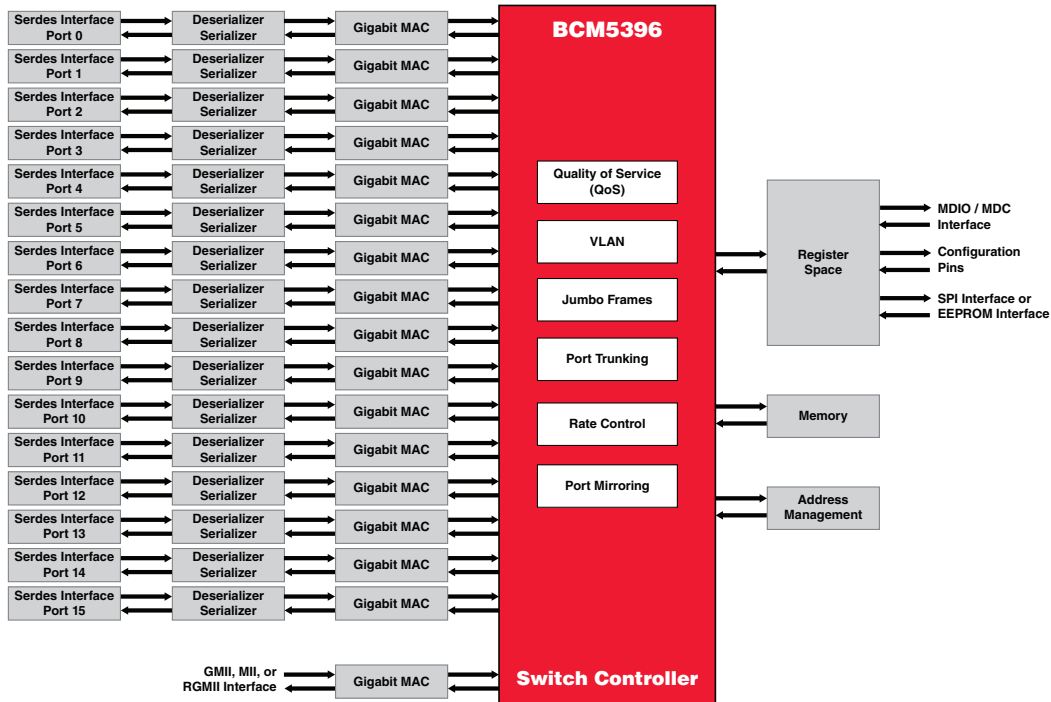 Serdes Interface
Port 0
Deserializer
Serializer
Gigabit MAC
Serdes Interface
Port 1
Deserializer
Serializer
Gigabit MAC
Serdes Interface
Port 2
Deserializer
Serializer
Gigabit MAC
Serdes Interface
Port 3
Deserializer
Serializer
Gigabit MAC
Serdes Interface
Port 4
Deserializer
Serializer
Gigabit MAC
Serdes Interface
Port 5
Deserializer
Serializer
Gigabit MAC
Serdes Interface
Port 6
Deserializer
Serializer
Gigabit MAC
Serdes Interface
Port 7
Deserializer
Serializer
Gigabit MAC
Serdes Interface
Port 8
Deserializer
Serializer
Gigabit MAC
Serdes Interface
Port 9
Deserializer
Serializer
Gigabit MAC
Serdes Interface
Port 10
Deserializer
Serializer
Gigabit MAC
Serdes Interface
Port 11
Deserializer
Serializer
Gigabit MAC
Serdes Interface
Port 12
Deserializer
Serializer
Gigabit MAC
Serdes Interface
Port 13
Deserializer
Serializer
Gigabit MAC
Serdes Interface
Port 14
Deserializer
Serializer
Gigabit MAC
Serdes Interface
Port 15
Deserializer
Serializer
Gigabit MAC
GMII, MII, or
RGMII Interface
Gigabit MAC
BCM5396
Quality of Service
(QoS)
VLAN
Jumbo Frames
Port Trunking
Rate Control
Port Mirroring
Switch Controller
Register
Space
MDIO / MDC
Interface
Configuration
Pins
SPI Interface or
EEPROM Interface
Memory
Address
Management